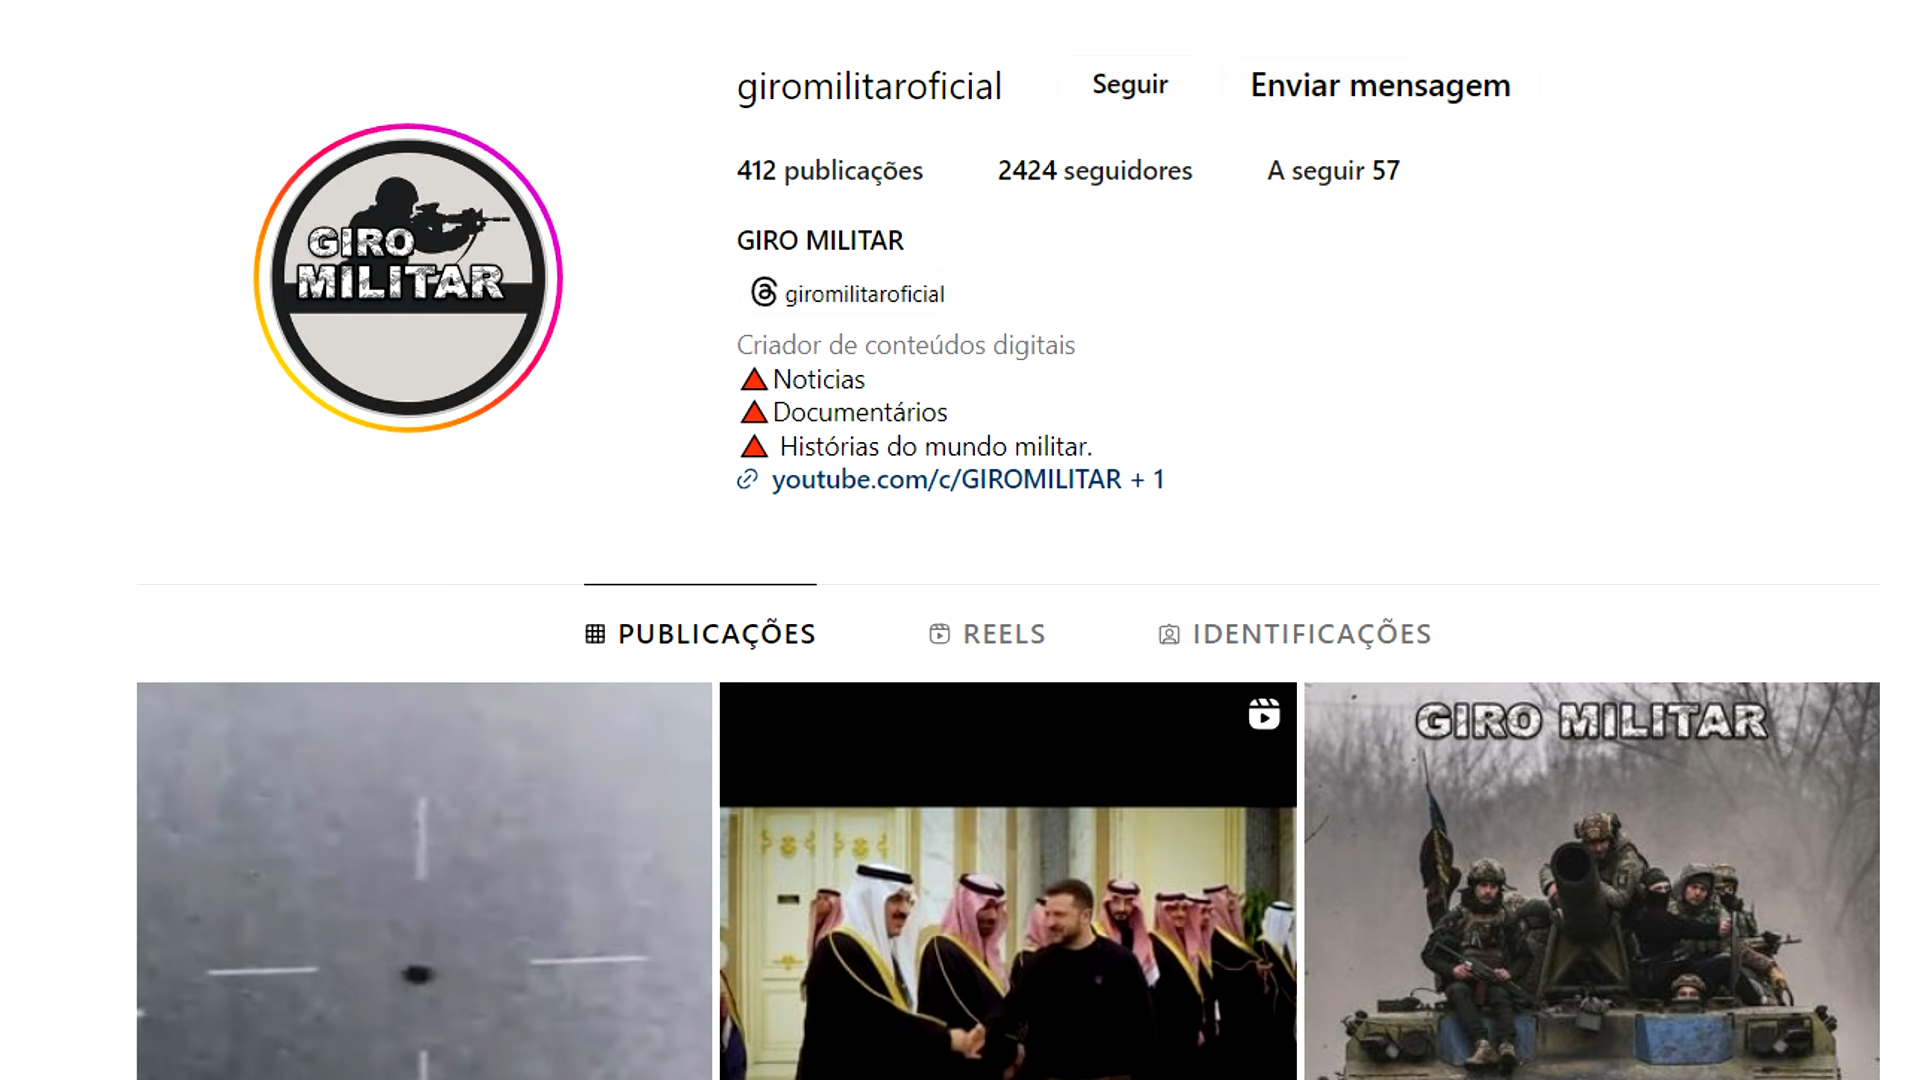 giromilitaroficial Seguir Enviar mensagem
412 publicações 2424 seguidores A seguir 57
GIRO MILITAR
GIRO
MILITAR
giromilitaroficial
Criador de conteúdos digitais
🔺Noticias
🔺Documentários
🔺 Histórias do mundo militar.
youtube.com/c/GIROMILITAR + 1
PUBLICAÇÕES REELS IDENTIFICAÇÕES
GIRO MILITAR